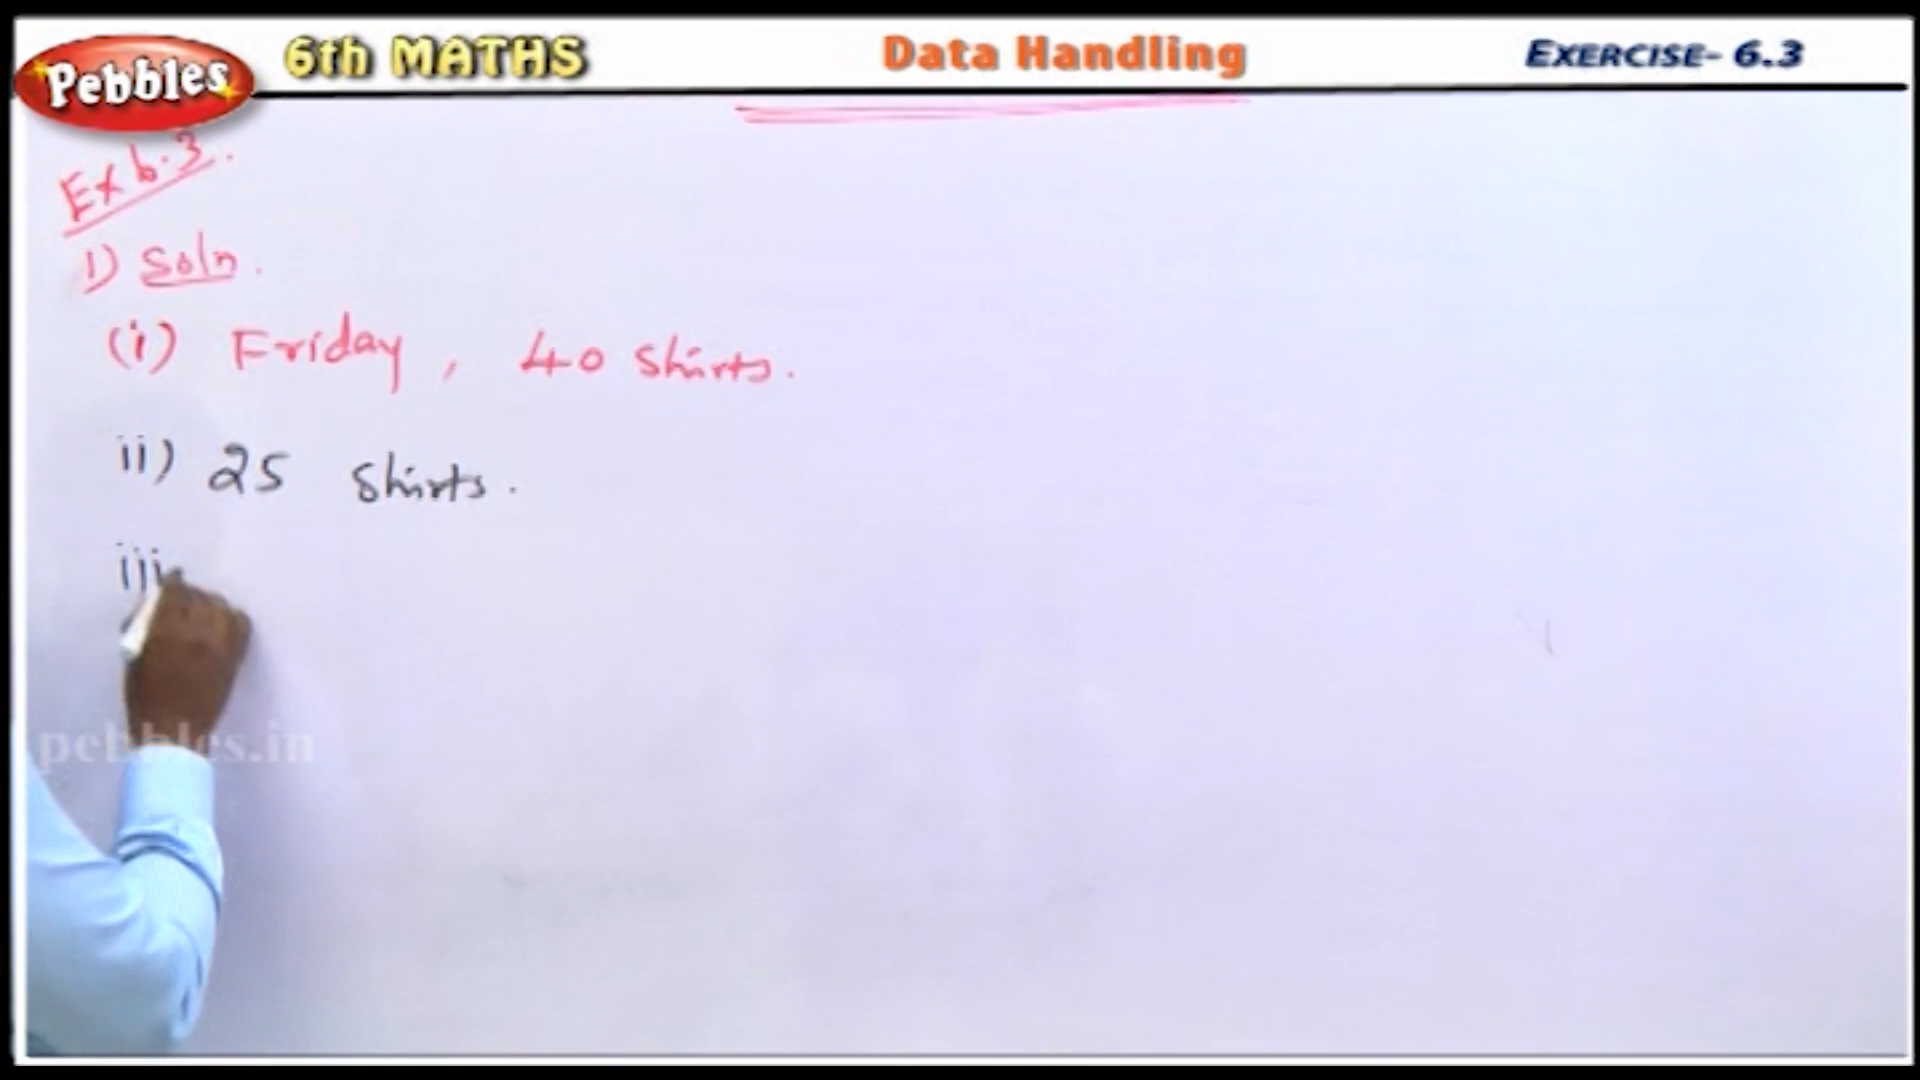 Pebbles 6th MATHS Data Handling EXERCISE- 6.3
Ex 6.3.
1) Soln.
(i) Friday, 40 Shirts.
ii) 25 Shirts.
iii
pebbles.in